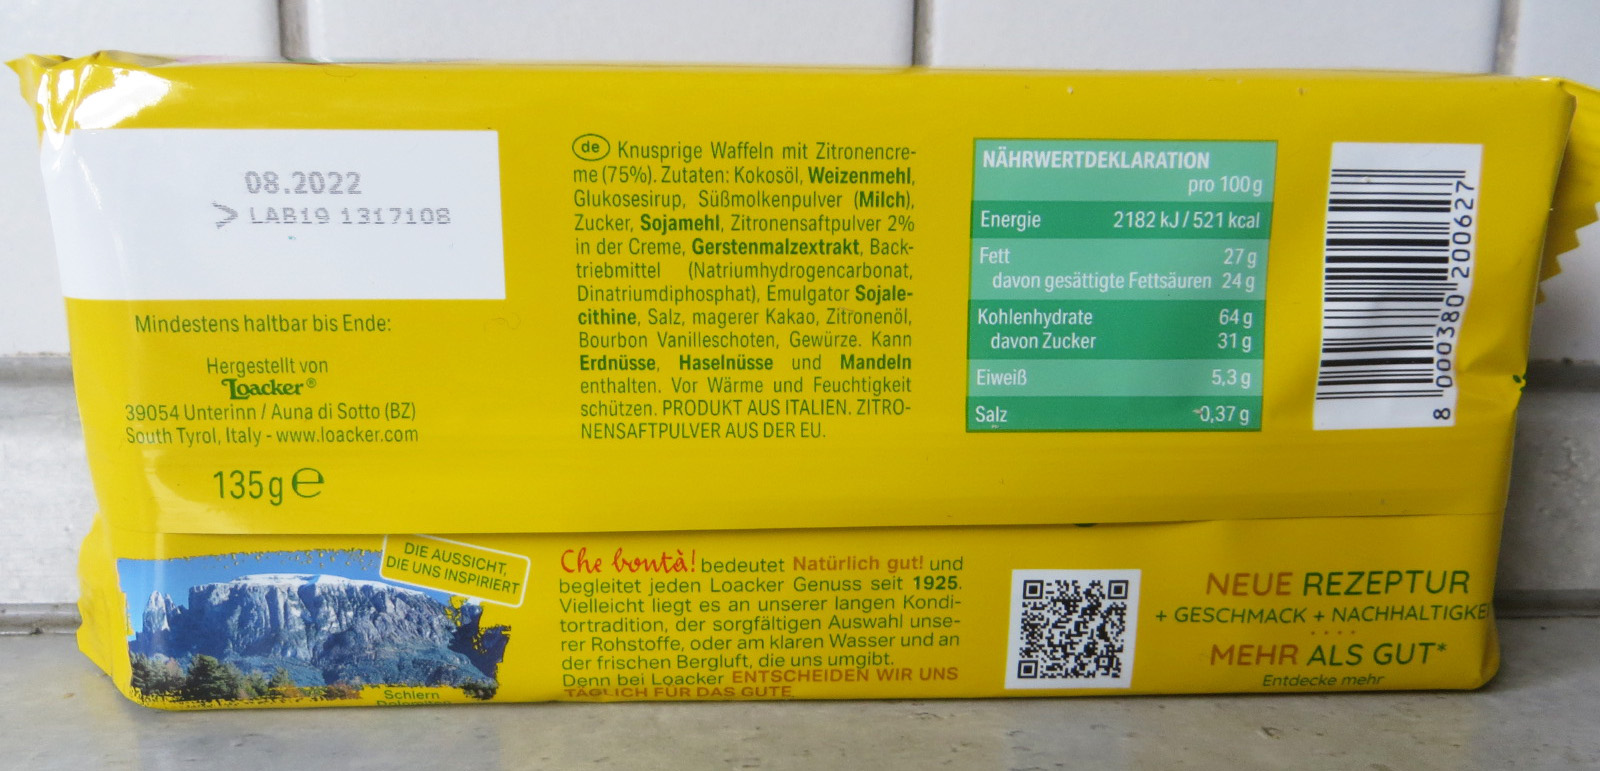 08.2022
LAB19 1317108
Mindestens haltbar bis Ende:
Hergestellt von
Loacker®
39054 Unterinn / Auna di Sotto (BZ)
South Tyrol, Italy - www.loacker.com
135g ℮
de Knusprige Waffeln mit Zitronencre-
me (75%). Zutaten: Kokosöl, Weizenmehl,
Glukosesirup, Süßmolkenpulver (Milch),
Zucker, Sojamehl, Zitronensaftpulver 2%
in der Creme, Gerstenmalzextrakt, Back-
triebmittel (Natriumhydrogencarbonat,
Dinatriumdiphosphat), Emulgator Sojale-
cithine, Salz, magerer Kakao, Zitronenöl,
Bourbon Vanilleschoten, Gewürze. Kann
Erdnüsse, Haselnüsse und Mandeln
enthalten. Vor Wärme und Feuchtigkeit
schützen. PRODUKT AUS ITALIEN. ZITRO-
NENSAFTPULVER AUS DER EU.
NÄHRWERTDEKLARATION
pro 100g
Energie 2182 kJ / 521 kcal
Fett 27 g
davon gesättigte Fettsäuren 24 g
Kohlenhydrate 64 g
davon Zucker 31 g
Eiweiß 5,3 g
Salz 0,37 g
8 000380 200627
DIE AUSSICHT,
DIE UNS INSPIRIERT
Schlern
Dolomiten
Che bontà! bedeutet Natürlich gut! und
begleitet jeden Loacker Genuss seit 1925.
Vielleicht liegt es an unserer langen Kondi-
tortradition, der sorgfältigen Auswahl unse-
rer Rohstoffe, oder am klaren Wasser und an
der frischen Bergluft, die uns umgibt.
Denn bei Loacker ENTSCHEIDEN WIR UNS
TÄGLICH FÜR DAS GUTE
NEUE REZEPTUR
+ GESCHMACK + NACHHALTIGKE
MEHR ALS GUT*
Entdecke mehr